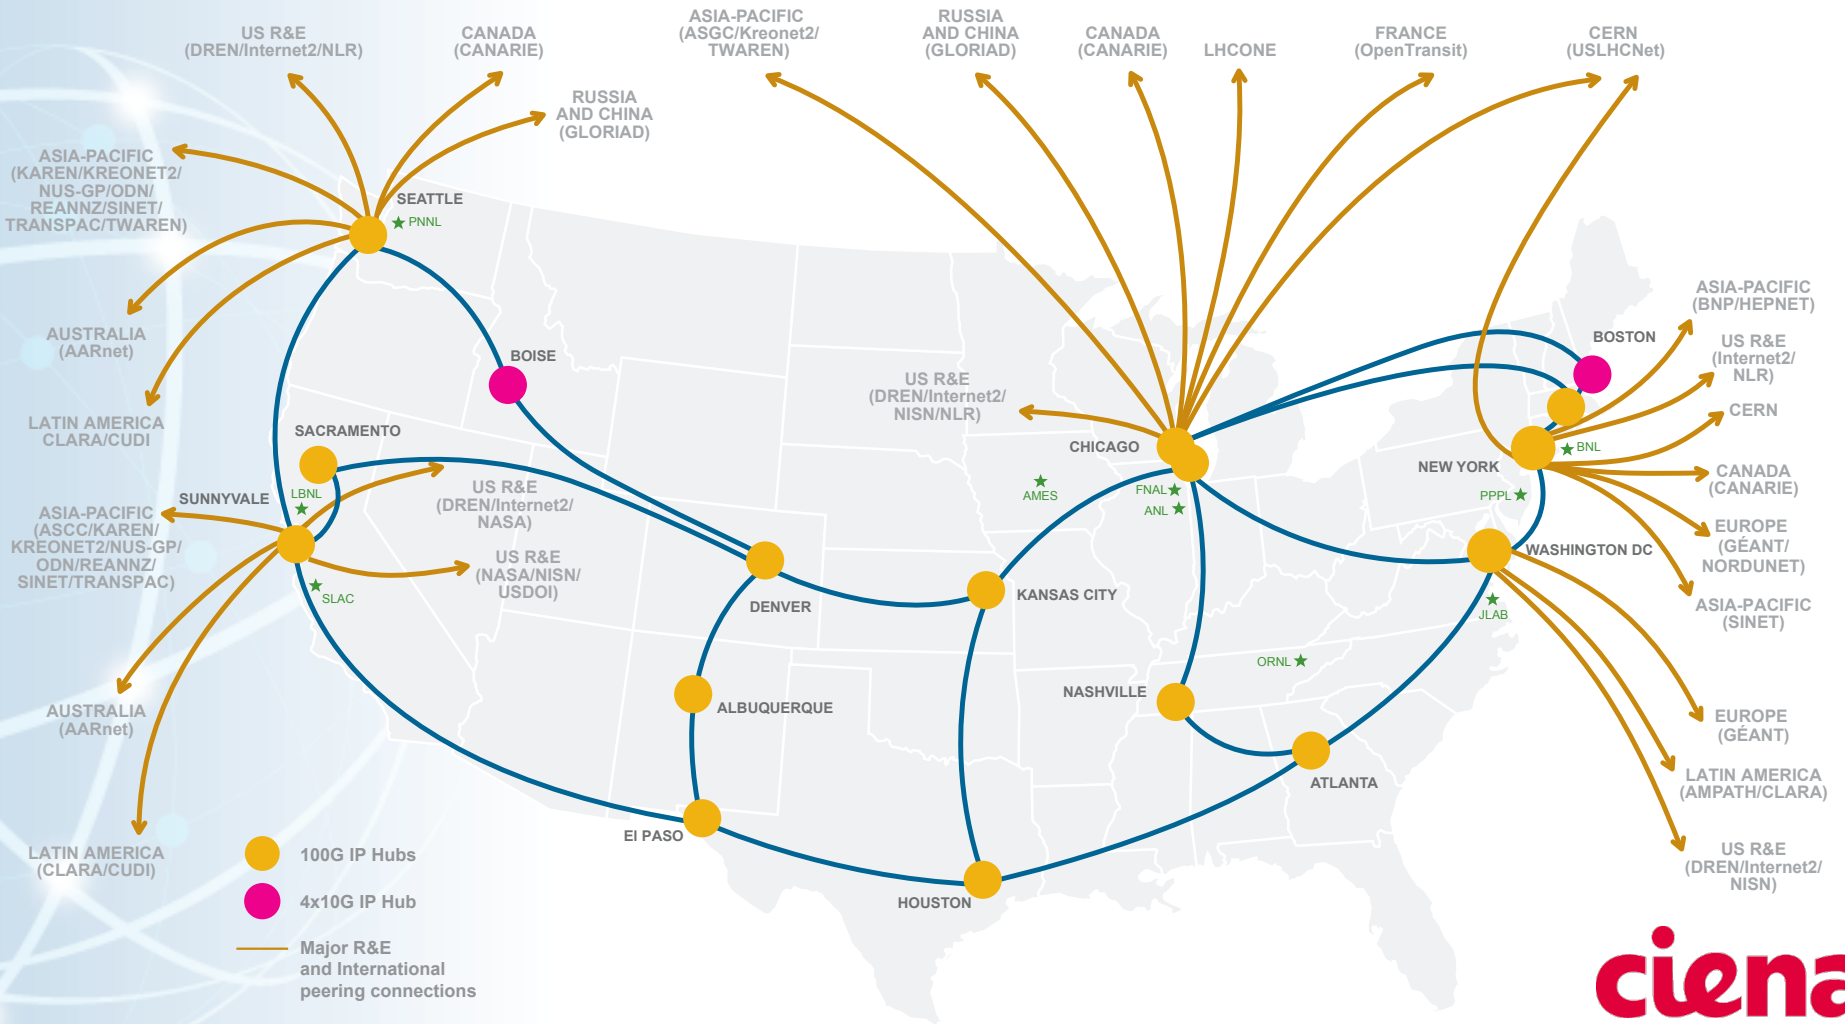 US R&E
(DREN/Internet2/NLR)
CANADA
(CANARIE)
RUSSIA
AND CHINA
(GLORIAD)
ASIA-PACIFIC
(ASGC/Kreonet2/
TWAREN)
RUSSIA
AND CHINA
(GLORIAD)
CANADA
(CANARIE)
LHCONE
FRANCE
(OpenTransit)
CERN
(USLHCNet)
ASIA-PACIFIC
(KAREN/KREONET2/
NUS-GP/ODN/
REANNZ/SINET/
TRANSPAC/TWAREN)
SEATTLE
PNNL
AUSTRALIA
(AARnet)
LATIN AMERICA
CLARA/CUDI
BOISE
SACRAMENTO
SUNNYVALE
LBNL
ASIA-PACIFIC
(ASCC/KAREN/
KREONET2/NUS-GP/
ODN/REANNZ/
SINET/TRANSPAC)
US R&E
(DREN/Internet2/
NASA)
US R&E
(NASA/NISN/
USDOI)
SLAC
AUSTRALIA
(AARnet)
LATIN AMERICA
(CLARA/CUDI)
US R&E
(DREN/Internet2/
NISN/NLR)
CHICAGO
AMES
FNAL
ANL
DENVER
KANSAS CITY
ALBUQUERQUE
El PASO
HOUSTON
NASHVILLE
ORNL
ATLANTA
BOSTON
NEW YORK
BNL
PPPL
WASHINGTON DC
JLAB
ASIA-PACIFIC
(BNP/HEPNET)
US R&E
(Internet2/
NLR)
CERN
CANADA
(CANARIE)
EUROPE
(GÉANT/
NORDUNET)
ASIA-PACIFIC
(SINET)
EUROPE
(GÉANT)
LATIN AMERICA
(AMPATH/CLARA)
US R&E
(DREN/Internet2/
NISN)
100G IP Hubs
4x10G IP Hub
Major R&E
and International
peering connections
ciena